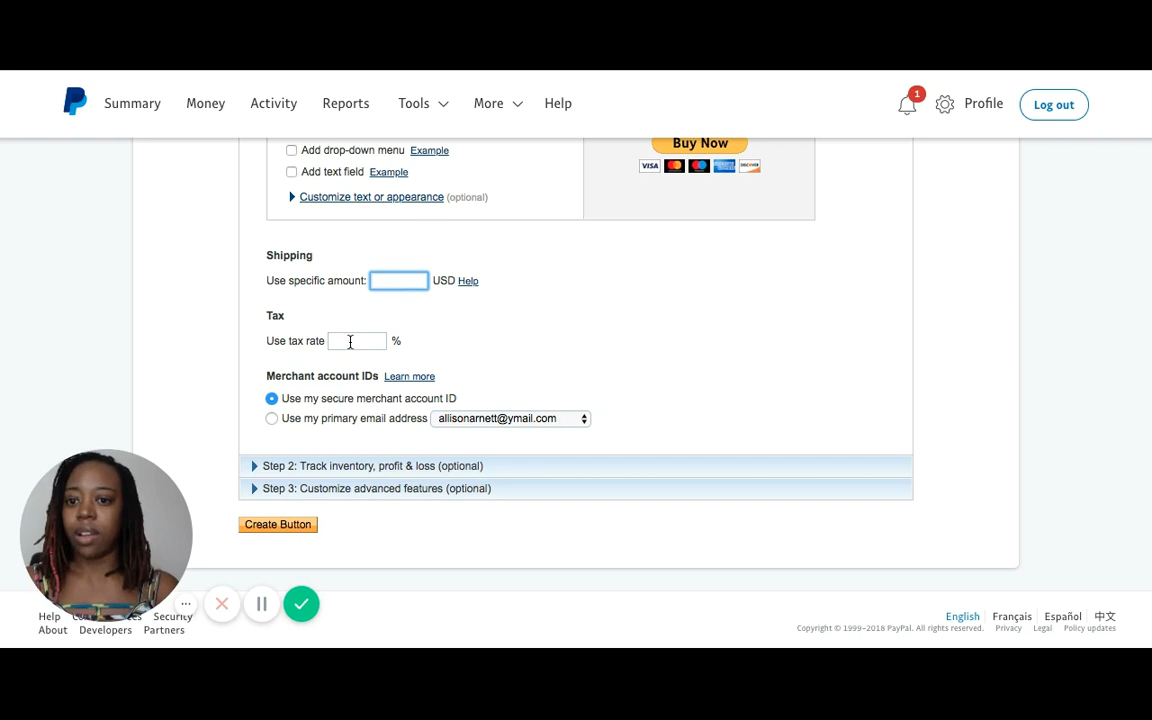 Summary Money Activity Reports Tools More Help 1 Profile Log out
Add drop-down menu Example
Add text field Example
Customize text or appearance (optional)
Buy Now
VISA
Shipping
Use specific amount: USD Help
Tax
Use tax rate %
Merchant account IDs Learn more
Use my secure merchant account ID
Use my primary email address allisonarnett@ymail.com
Step 2: Track inventory, profit & loss (optional)
Step 3: Customize advanced features (optional)
Create Button
Help Security
About Developers Partners
English Français Español 中文
Copyright © 1999-2018 PayPal. All rights reserved. Privacy Legal Policy updates